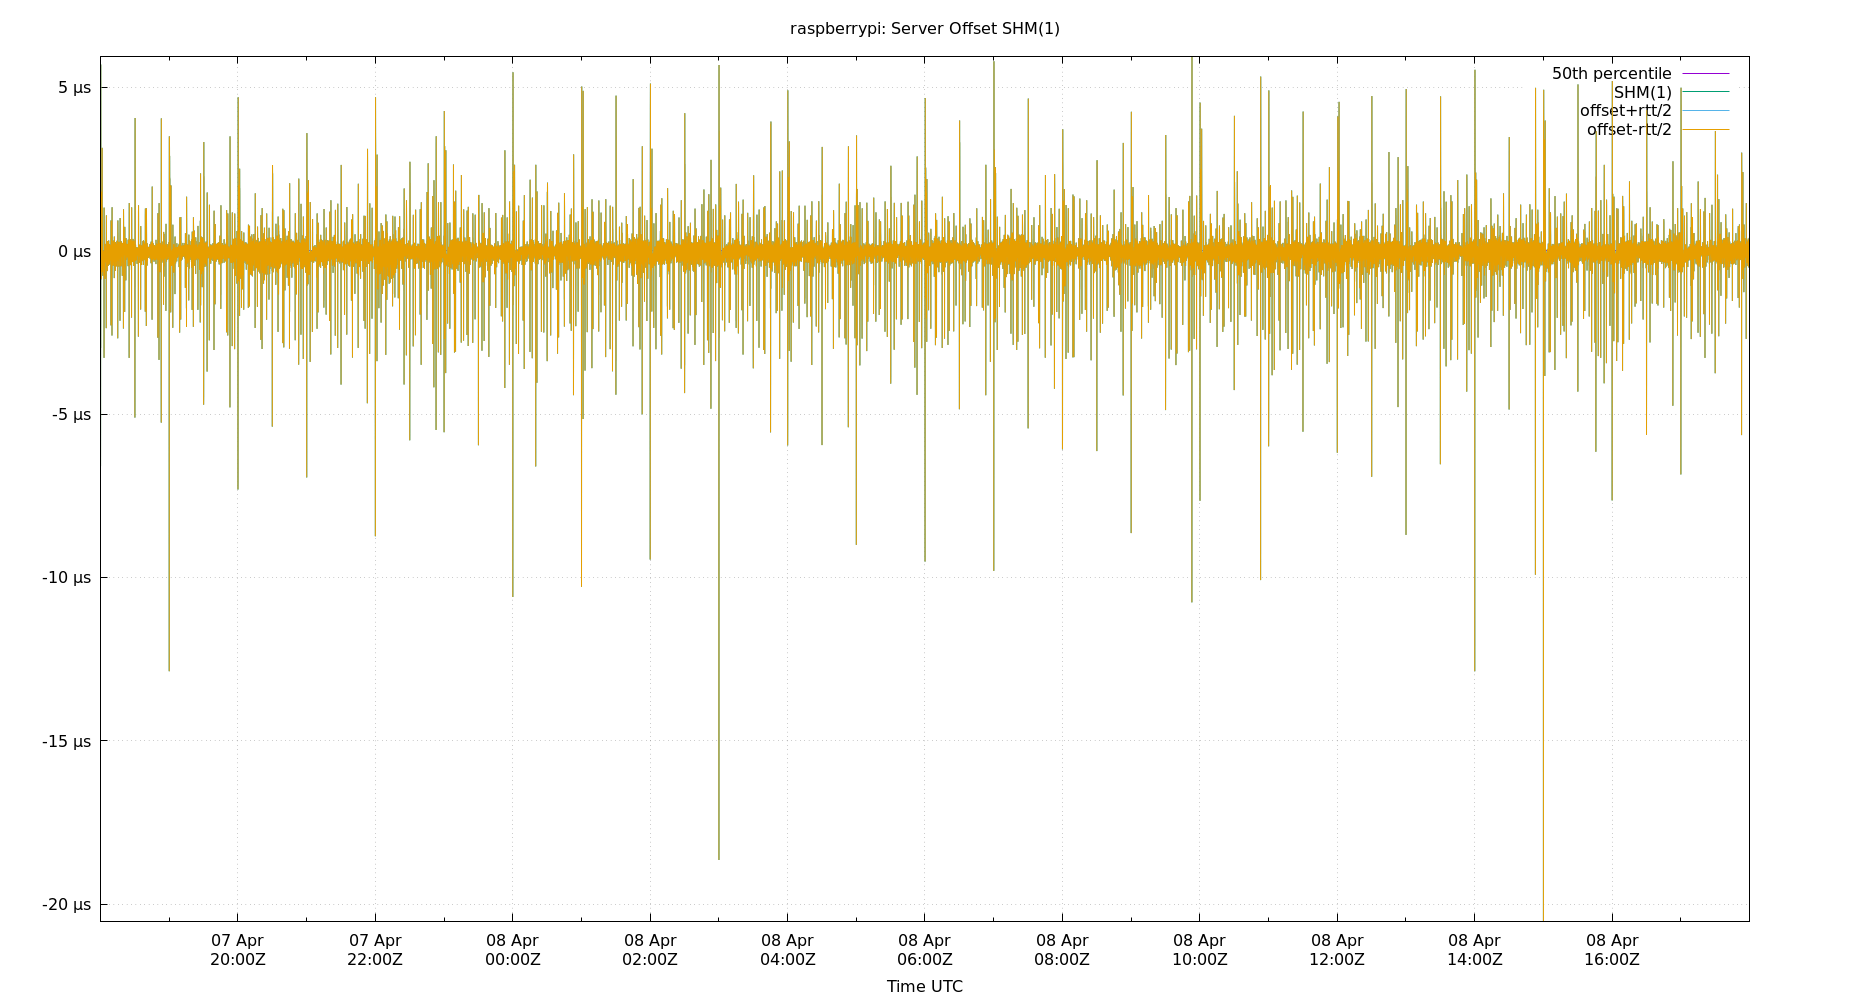 raspberrypi: Server Offset SHM(1)
50th percentile
SHM(1)
offset+rtt/2
offset-rtt/2
5 µs
0 µs
-5 µs
-10 µs
-15 µs
-20 µs
07 Apr 07 Apr 08 Apr 08 Apr 08 Apr 08 Apr 08 Apr 08 Apr 08 Apr 08 Apr 08 Apr
20:00Z 22:00Z 00:00Z 02:00Z 04:00Z 06:00Z 08:00Z 10:00Z 12:00Z 14:00Z 16:00Z
Time UTC